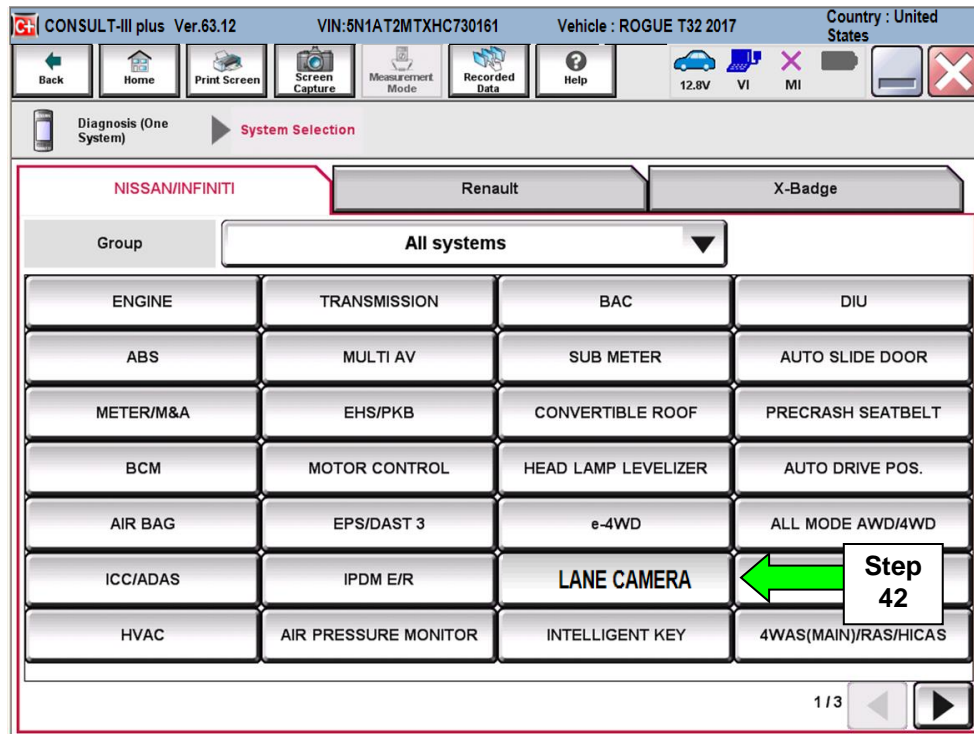 C+ CONSULT-III plus Ver.63.12 VIN:5N1AT2MTXHC730161 Vehicle : ROGUE T32 2017 Country : United
States
Back Home Print Screen Screen
Capture Measurement
Mode Recorded
Data Help 12.8V VI MI
Diagnosis (One
System) System Selection
NISSAN/INFINITI Renault X-Badge
Group All systems
ENGINE TRANSMISSION BAC DIU
ABS MULTI AV SUB METER AUTO SLIDE DOOR
METER/M&A EHS/PKB CONVERTIBLE ROOF PRECRASH SEATBELT
BCM MOTOR CONTROL HEAD LAMP LEVELIZER AUTO DRIVE POS.
AIR BAG EPS/DAST 3 e-4WD ALL MODE AWD/4WD
ICC/ADAS IPDM E/R LANE CAMERA Step
42
HVAC AIR PRESSURE MONITOR INTELLIGENT KEY 4WAS(MAIN)/RAS/HICAS
1/3